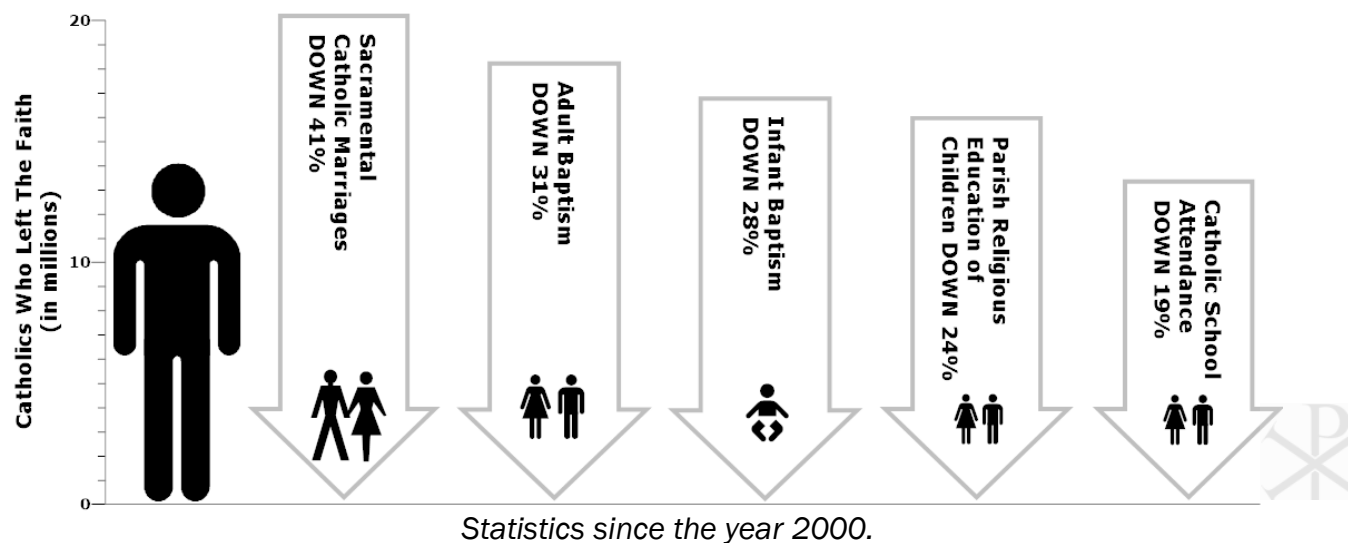 20
10
0
Catholics Who Left The Faith
(in millions)
Sacramental
Catholic Marriages
DOWN 41%
Adult Baptism
DOWN 31%
Infant Baptism
DOWN 28%
Parish Religious
Education of
Children DOWN 24%
Catholic School
Attendance
DOWN 19%
Statistics since the year 2000.